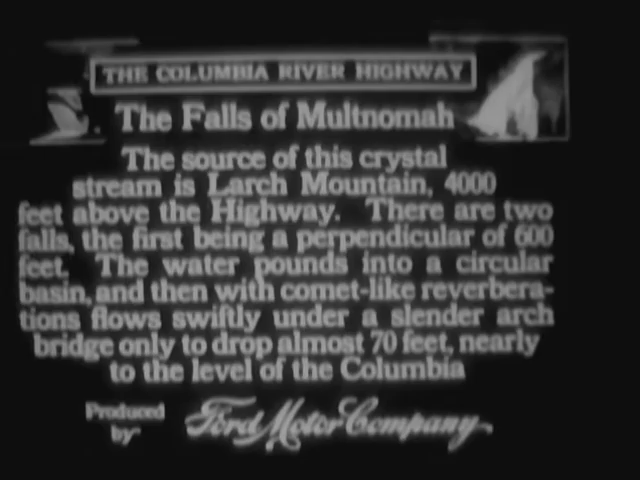 THE COLUMBIA RIVER HIGHWAY
The Falls of Multnomah
The source of this crystal
stream is Larch Mountain, 4000
feet above the Highway. There are two
falls, the first being a perpendicular of 600
feet. The water pounds into a circular
basin, and then with comet-like reverbera-
tions flows swiftly under a slender arch
bridge only to drop almost 70 feet, nearly
to the level of the Columbia
Produced
by
Ford Motor Company.